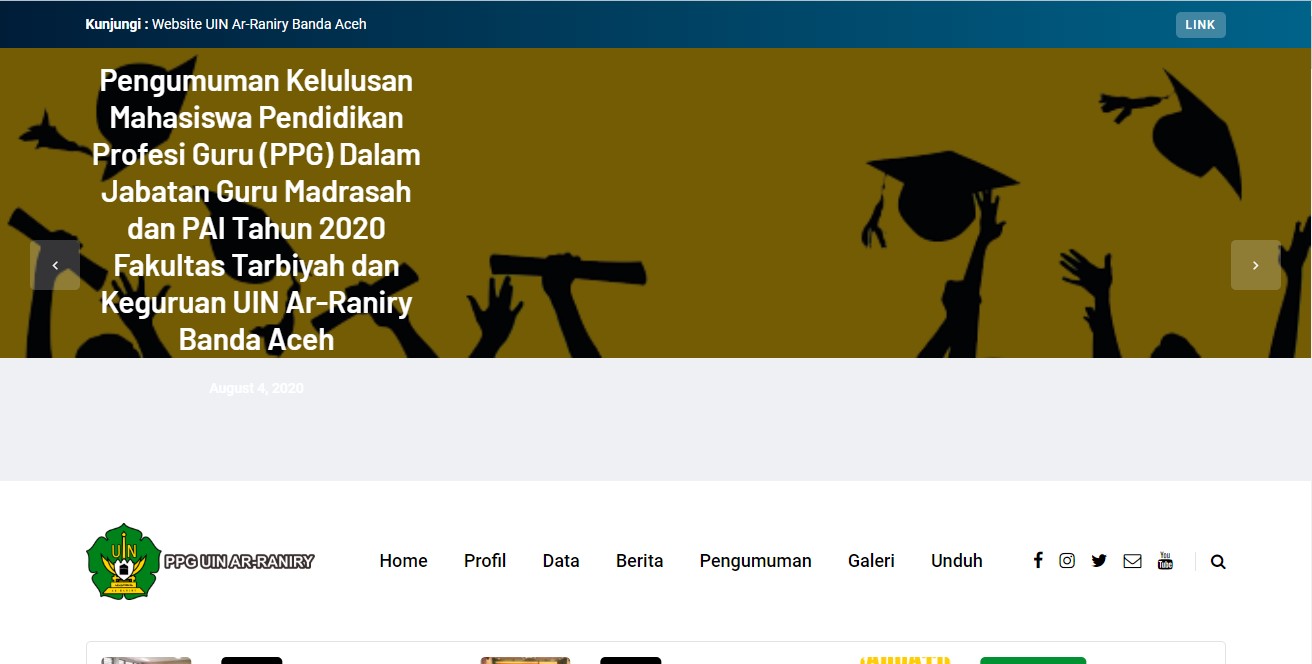 Kunjungi : Website UIN Ar-Raniry Banda Aceh
LINK
Pengumuman Kelulusan
Mahasiswa Pendidikan
Profesi Guru (PPG) Dalam
Jabatan Guru Madrasah
dan PAI Tahun 2020
Fakultas Tarbiyah dan
Keguruan UIN Ar-Raniry
Banda Aceh
August 4, 2020
UIN
AR-RANIRY
PPG UIN AR-RANIRY
Home Profil Data Berita Pengumuman Galeri Unduh
You
Tube